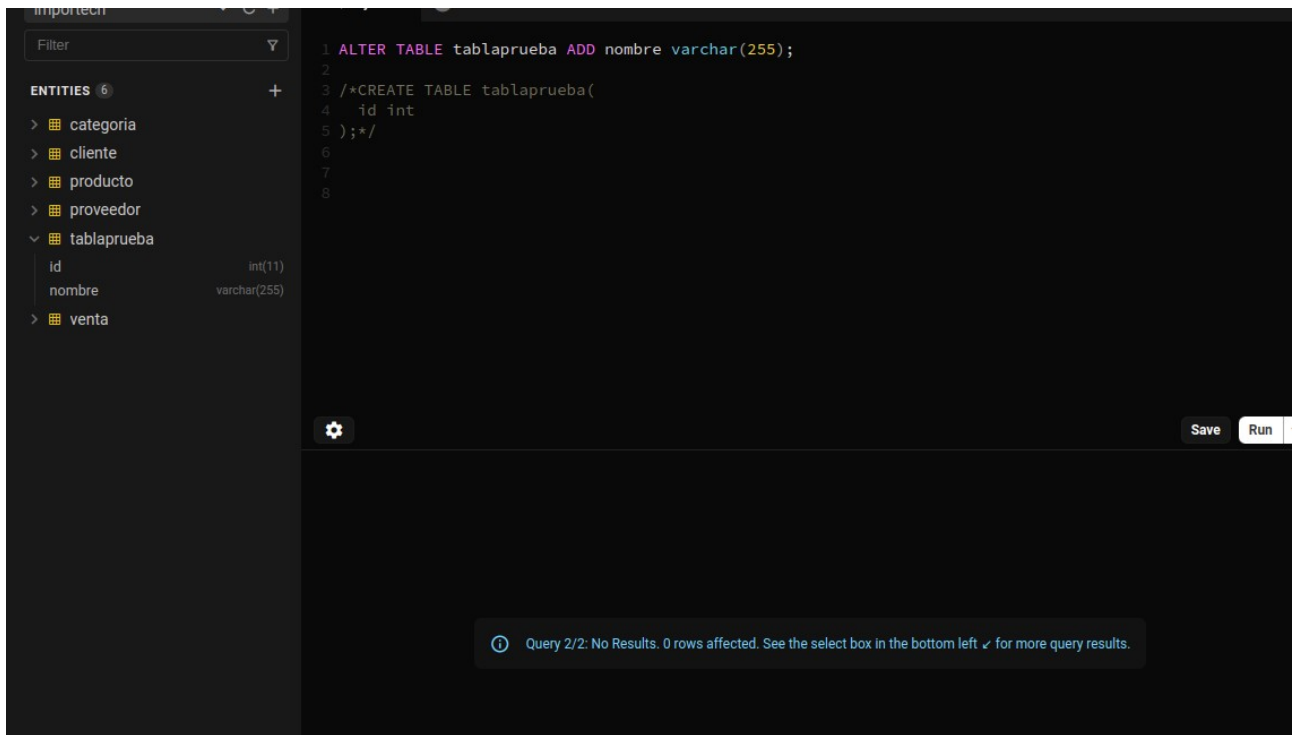 importech
Filter
ENTITIES 6
categoria
cliente
producto
proveedor
tablaprueba
id int(11)
nombre varchar(255)
venta
1 ALTER TABLE tablaprueba ADD nombre varchar(255);
2
3 /*CREATE TABLE tablaprueba(
4 id int
5 );*/
6
7
8
Save Run
Query 2/2: No Results. 0 rows affected. See the select box in the bottom left ↙ for more query results.